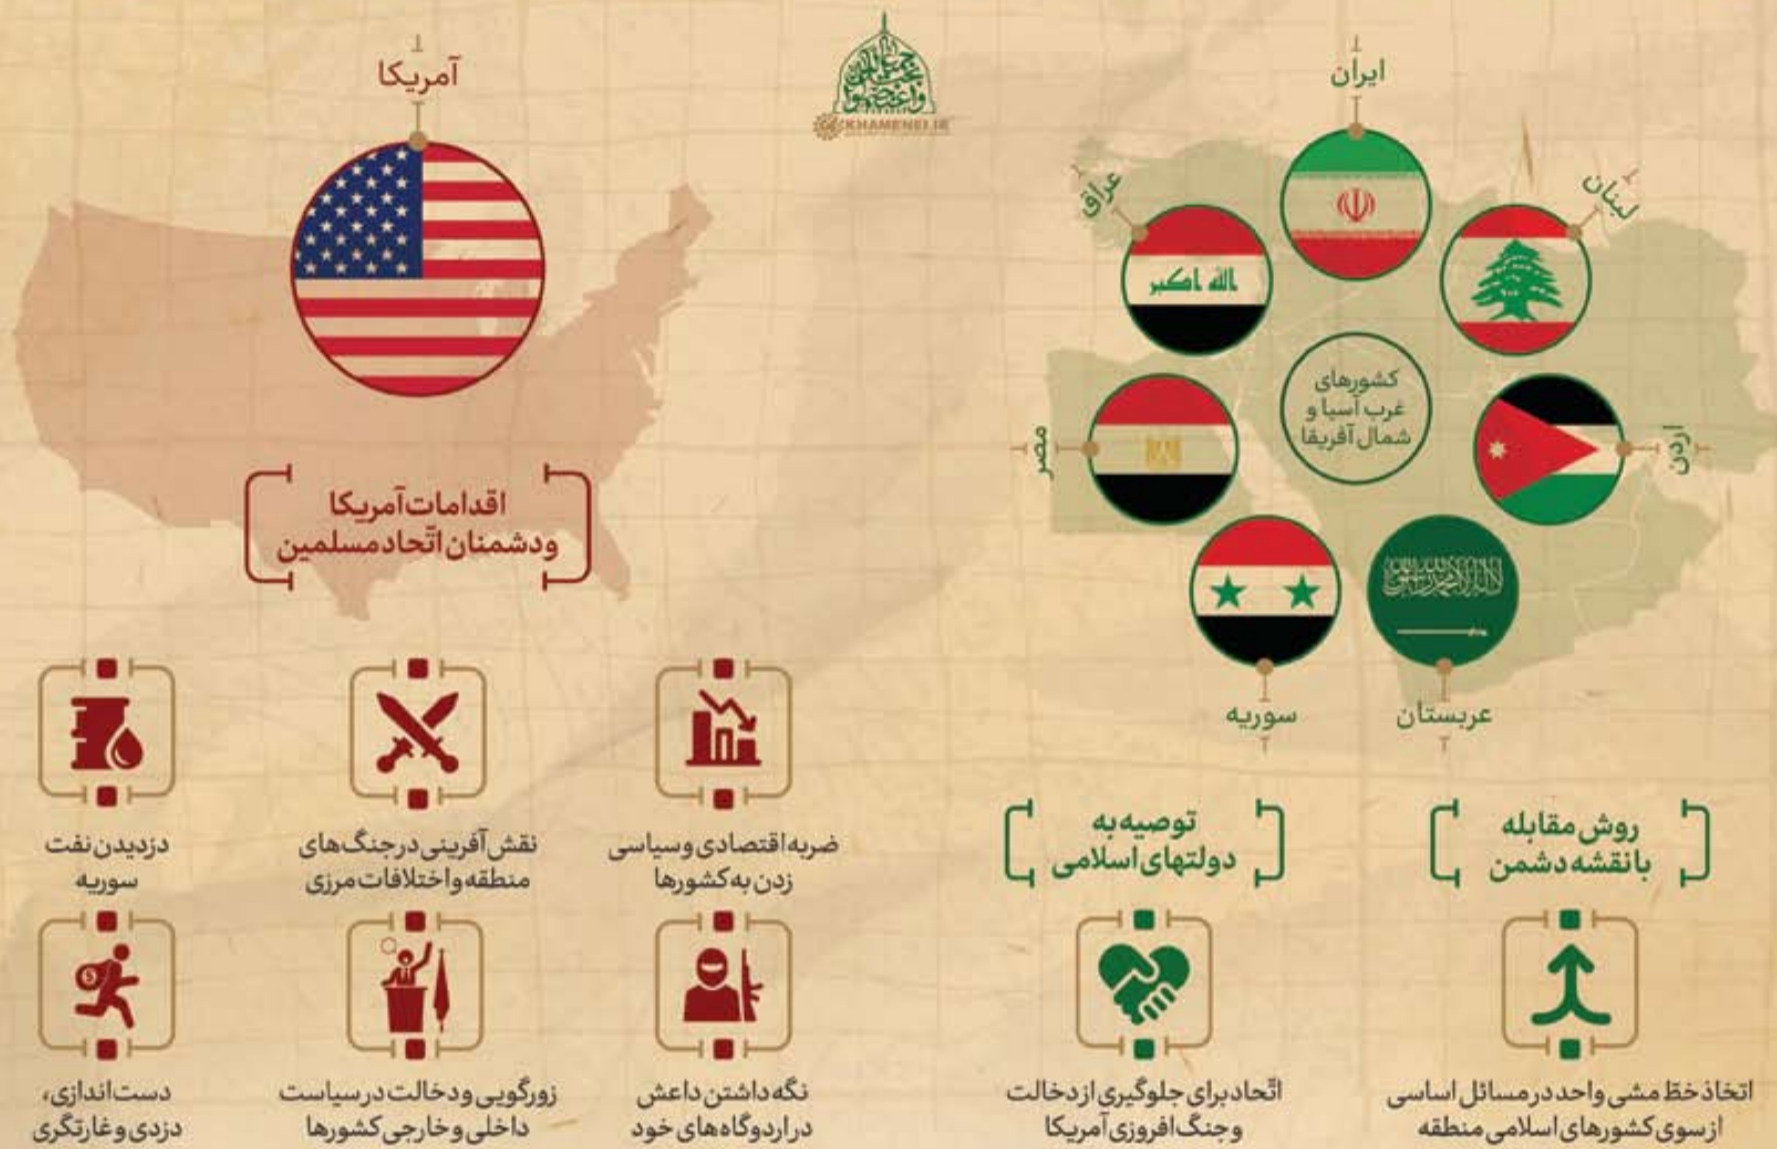 ایران
لبنان
عراق
کشورهای
غرب آسیا و
شمال آفریقا
الله اكبر
اردن
مصر
عربستان
سوریه
روش مقابله
با نقشه دشمن
اتخاذ خطّ مشی واحد در مسائل اساسی
از سوی کشورهای اسلامی منطقه
توصیه به
دولتهای اسلامی
اتّحاد برای جلوگیری از دخالت
و جنگ افروزی آمریکا
KHAMENEI.IR
آمریکا
اقدامات آمریکا
و دشمنان اتّحاد مسلمین
ضربه اقتصادی و سیاسی
زدن به کشورها
نقش آفرینی در جنگ های
منطقه و اختلافات مرزی
دزدیدن نفت
سوریه
نگه داشتن داعش
در اردوگاه های خود
زورگویی و دخالت در سیاست
داخلی و خارجی کشورها
دست اندازی،
دزدی و غارتگری